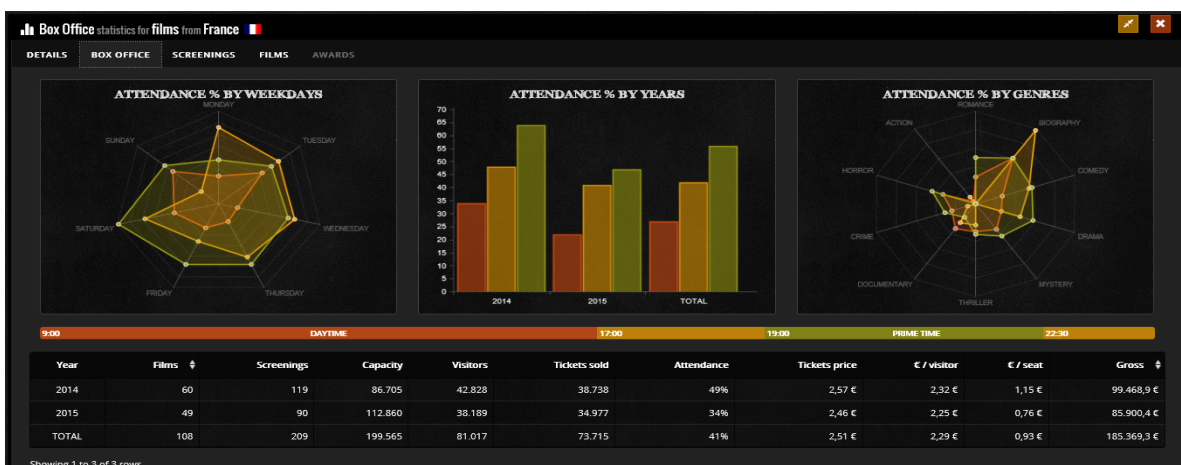 Box Office statistics for films from France
DETAILS BOX OFFICE SCREENINGS FILMS AWARDS
ATTENDANCE % BY WEEKDAYS
MONDAY
TUESDAY
WEDNESDAY
THURSDAY
FRIDAY
SATURDAY
SUNDAY
ATTENDANCE % BY YEARS
70
65
60
55
50
45
40
35
30
25
20
15
10
5
0
2014 2015 TOTAL
ATTENDANCE % BY GENRES
ROMANCE
BIOGRAPHY
COMEDY
DRAMA
MYSTERY
THRILLER
DOCUMENTARY
CRIME
HORROR
ACTION
9:00 DAYTIME 17:00 19:00 PRIME TIME 22:30
Year Films Screenings Capacity Visitors Tickets sold Attendance Tickets price € / visitor € / seat Gross
2014 60 119 86.705 42.828 38.738 49% 2,57 € 2,32 € 1,15 € 99.468,9 €
2015 49 90 112.860 38.189 34.977 34% 2,46 € 2,25 € 0,76 € 85.900,4 €
TOTAL 108 209 199.565 81.017 73.715 41% 2,51 € 2,29 € 0,93 € 185.369,3 €
Showing 1 to 3 of 3 rows